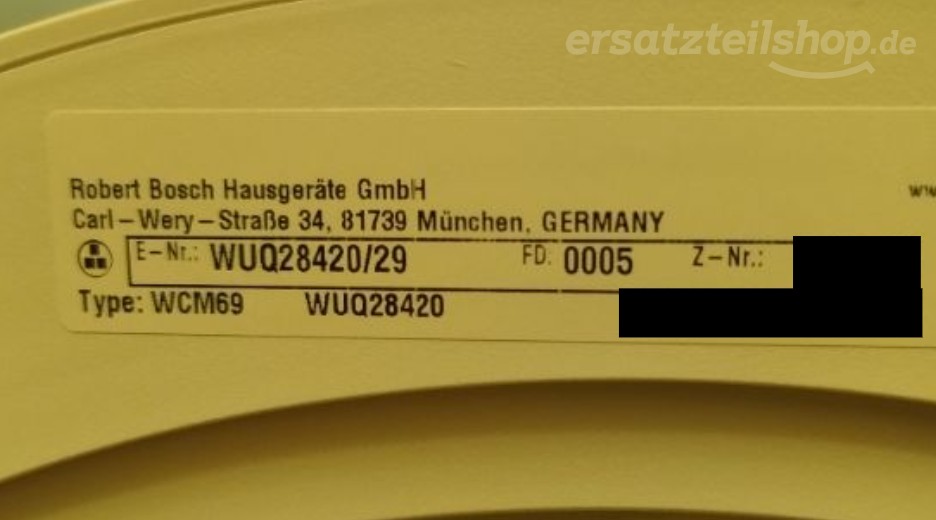 ersatzteilshop.de
Robert Bosch Hausgeräte GmbH
Carl–Wery–Straße 34, 81739 München, GERMANY
E–Nr.: WUQ28420/29 FD: 0005 Z–Nr.:
Type: WCM69 WUQ28420